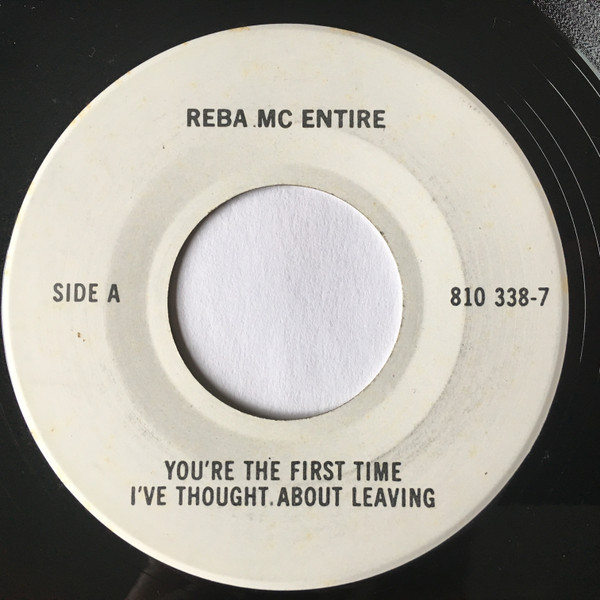 REBA MC ENTIRE
SIDE A
810 338-7
YOU'RE THE FIRST TIME
I'VE THOUGHT ABOUT LEAVING